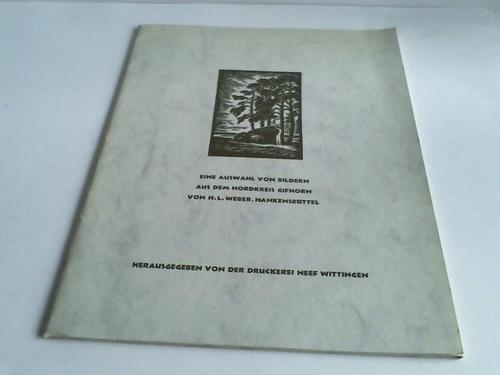 EINE AUSWAHL VON BILDERN
AUS DEM NORDKREIS GIFHORN
VON H. L. WEBER, HANKENSBÜTTEL
HERAUSGEGEBEN VON DER DRUCKEREI NEEF WITTINGEN